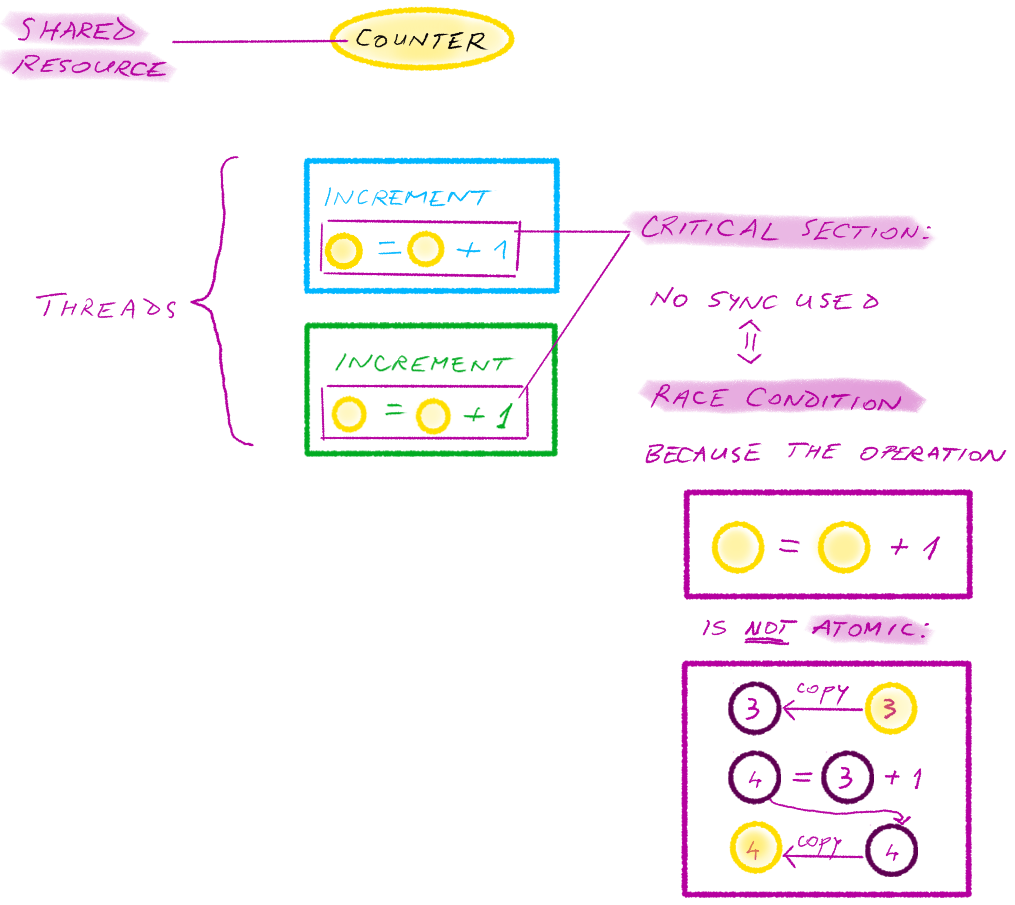 SHARED
RESOURCE
COUNTER
THREADS
INCREMENT
= + 1
INCREMENT
= + 1
CRITICAL SECTION:
NO SYNC USED
RACE CONDITION
BECAUSE THE OPERATION
= + 1
IS NOT ATOMIC:
3 COPY 3
4 = 3 + 1
4 COPY 4